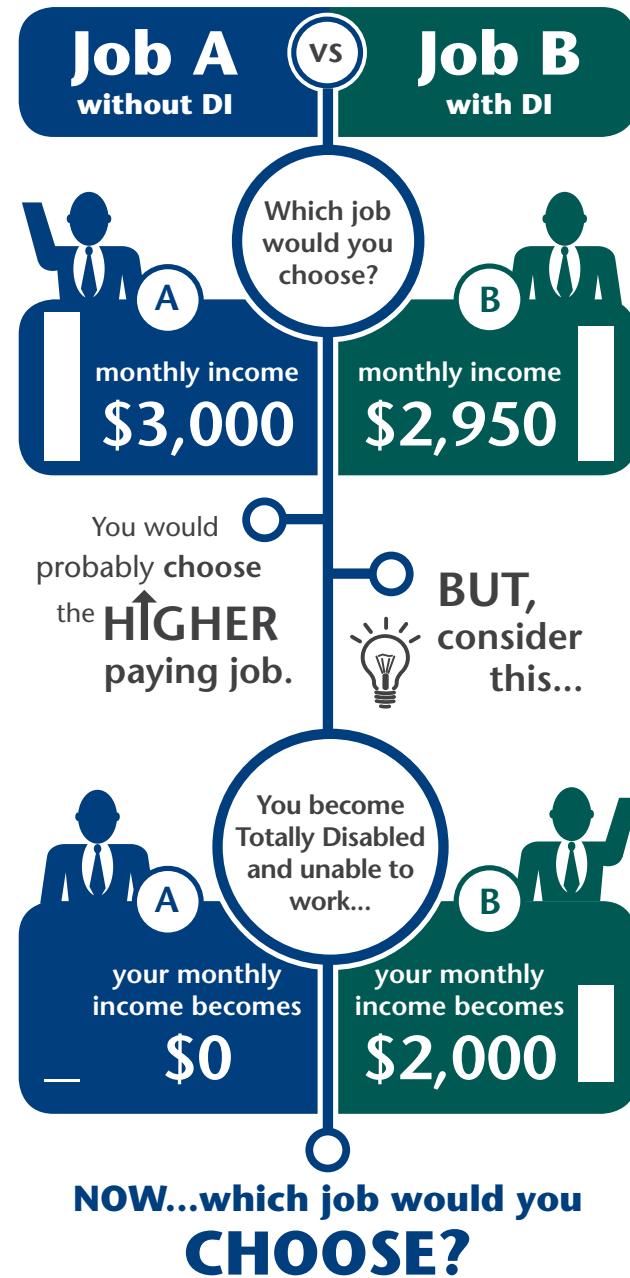 Job A
without DI
VS
Job B
with DI
Which job
would you
choose?
A
monthly income
$3,000
B
monthly income
$2,950
You would
probably choose
the HIGHER
paying job.
BUT,
consider
this...
You become
Totally Disabled
and unable to
work...
A
your monthly
income becomes
$0
B
your monthly
income becomes
$2,000
NOW...which job would you
CHOOSE?